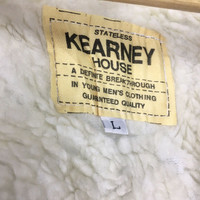 STATELESS
KEARNEY
HOUSE
A DEFINITE BREAKTHROUGH
IN YOUNG MEN'S CLOTHING
GUARANTEED QUALITY
L